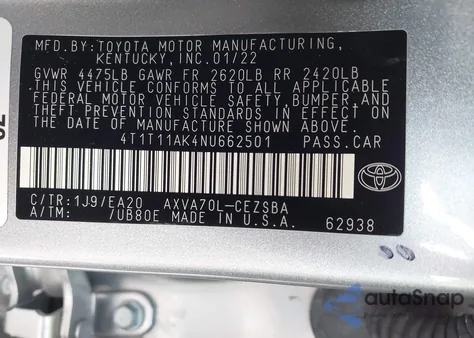 MFD.BY:TOYOTA MOTOR MANUFACTURING,
KENTUCKY,INC.01/22
GVWR 4475LB GAWR FR 2620LB RR 2420LB
THIS VEHICLE CONFORMS TO ALL APPLICABLE
FEDERAL MOTOR VEHICLE SAFETY,BUMPER,AND
THEFT PREVENTION STANDARDS IN EFFECT
ON THE DATE OF MANUFACTURE SHOWN ABOVE.
4T1T11AK4NU662501 PASS.CAR
C/TR:1J9/EA20 AXVA70L-CEZSBA
A/TM: /UB80E MADE IN U.S.A. 62938
TOYOTA
autoSnap